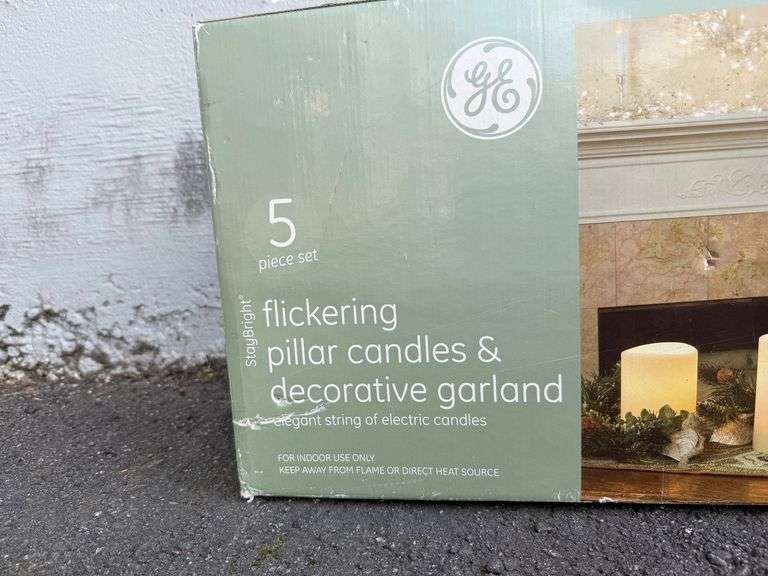 GE
5
piece set
StayBright®
flickering
pillar candles &
decorative garland
elegant string of electric candles
FOR INDOOR USE ONLY
KEEP AWAY FROM FLAME OR DIRECT HEAT SOURCE